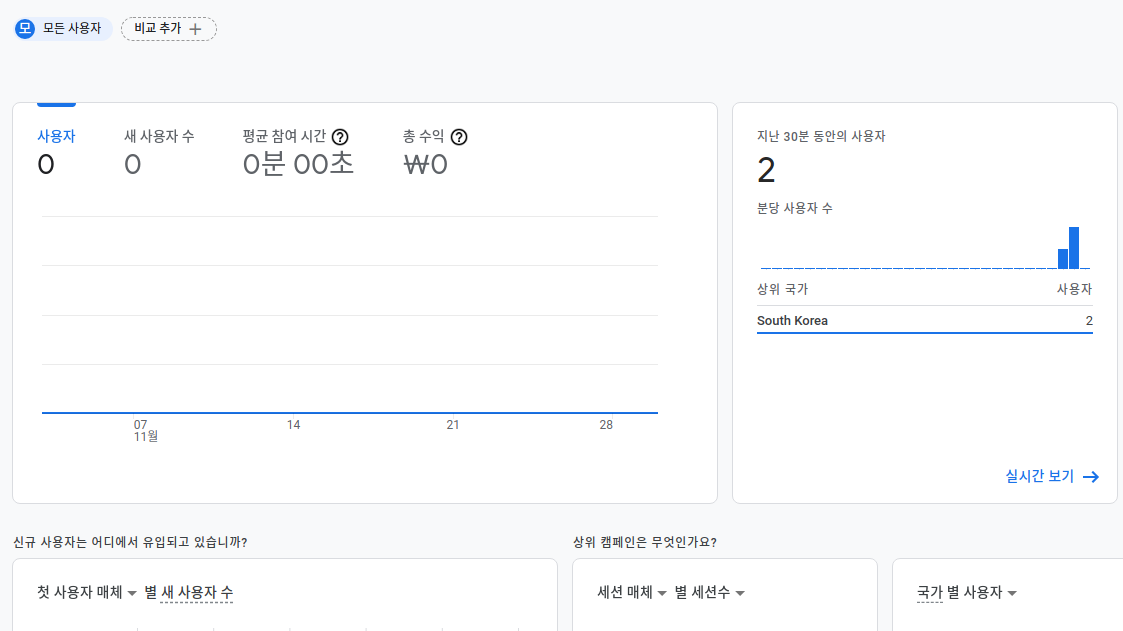 모 모든 사용자 비교 추가
사용자 새 사용자 수 평균 참여 시간 총 수익
0 0 0분 00초 ₩0
07 14 21 28
11월
지난 30분 동안의 사용자
2
분당 사용자 수
상위 국가 사용자
South Korea 2
실시간 보기
신규 사용자는 어디에서 유입되고 있습니까?
첫 사용자 매체 별 새 사용자 수
상위 캠페인은 무엇인가요?
세션 매체 별 세션수
국가 별 사용자